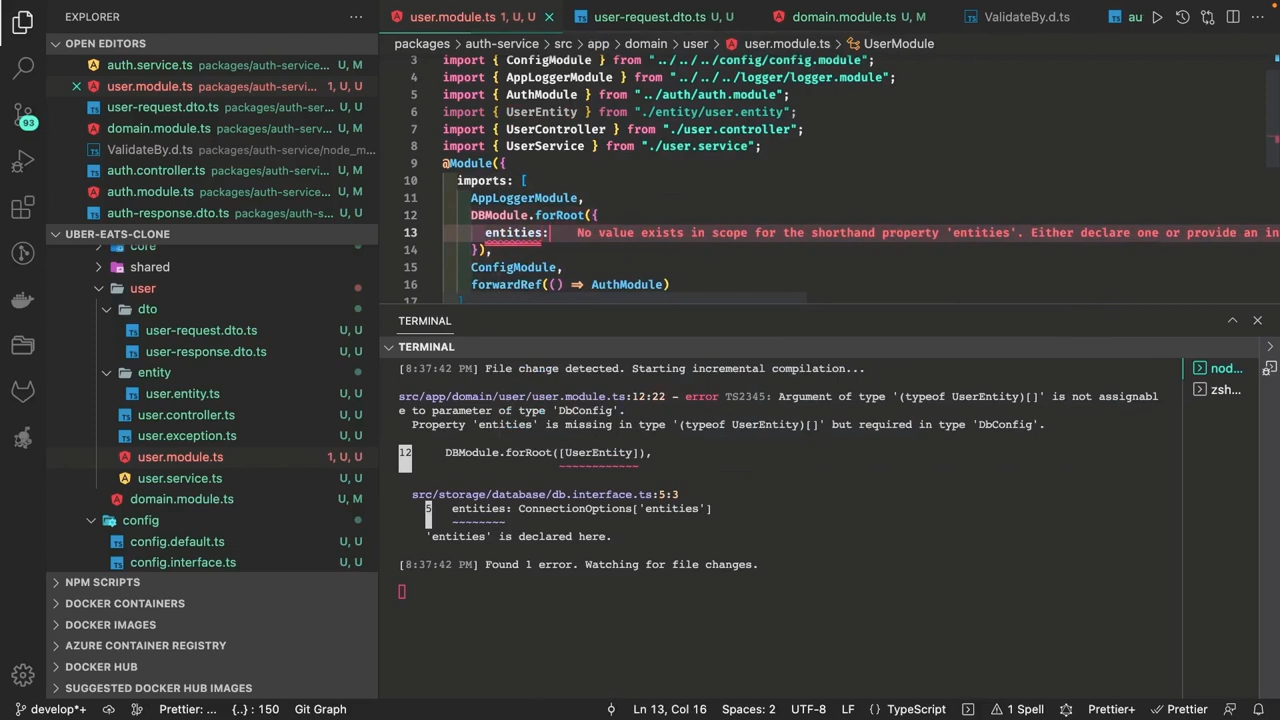 EXPLORER
OPEN EDITORS
auth.service.ts packages/auth-service... U, M
user.module.ts packages/auth-servi... 1, U, U
user-request.dto.ts packages/auth-ser... U, U
domain.module.ts packages/auth-serv... U, M
ValidateBy.d.ts packages/auth-service/node_m...
auth.controller.ts packages/auth-servi... U, M
auth.module.ts packages/auth-service... U, M
auth-response.dto.ts packages/auth-s... U, U
UBER-EATS-CLONE
core
shared
user
dto
user-request.dto.ts U, U
user-response.dto.ts U, U
entity
user.entity.ts U, U
user.controller.ts U, U
user.exception.ts U, U
user.module.ts 1, U, U
user.service.ts U, U
domain.module.ts U, M
config
config.default.ts U, U
config.interface.ts U, U
NPM SCRIPTS
DOCKER CONTAINERS
DOCKER IMAGES
AZURE CONTAINER REGISTRY
DOCKER HUB
SUGGESTED DOCKER HUB IMAGES
93
user.module.ts 1, U, U
user-request.dto.ts U, U
domain.module.ts U, M
ValidateBy.d.ts
au
packages > auth-service > src > app > domain > user > user.module.ts > UserModule
3 import { ConfigModule } from "../../../config/config.module";
4 import { AppLoggerModule } from "../../../logger/logger.module";
5 import { AuthModule } from "../auth/auth.module";
6 import { UserEntity } from "./entity/user.entity";
7 import { UserController } from "./user.controller";
8 import { UserService } from "./user.service";
9 @Module({
10 imports: [
11 AppLoggerModule,
12 DBModule.forRoot({
13 entities: No value exists in scope for the shorthand property 'entities'. Either declare one or provide an in
14 }),
15 ConfigModule,
16 forwardRef(() => AuthModule)
17 ]
TERMINAL
TERMINAL
[8:37:42 PM] File change detected. Starting incremental compilation...
src/app/domain/user/user.module.ts:12:22 - error TS2345: Argument of type '(typeof UserEntity)[]' is not assignabl
e to parameter of type 'DbConfig'.
Property 'entities' is missing in type '(typeof UserEntity)[]' but required in type 'DbConfig'.
12 DBModule.forRoot([UserEntity]),
~~~~~~~~~~~~
src/storage/database/db.interface.ts:5:3
5 entities: ConnectionOptions['entities']
~~~~~~~~
'entities' is declared here.
[8:37:42 PM] Found 1 error. Watching for file changes.
nod...
zsh...
develop*+ Prettier: ... {..} : 150 Git Graph Ln 13, Col 16 Spaces: 2 UTF-8 LF TypeScript 1 Spell Prettier+ Prettier